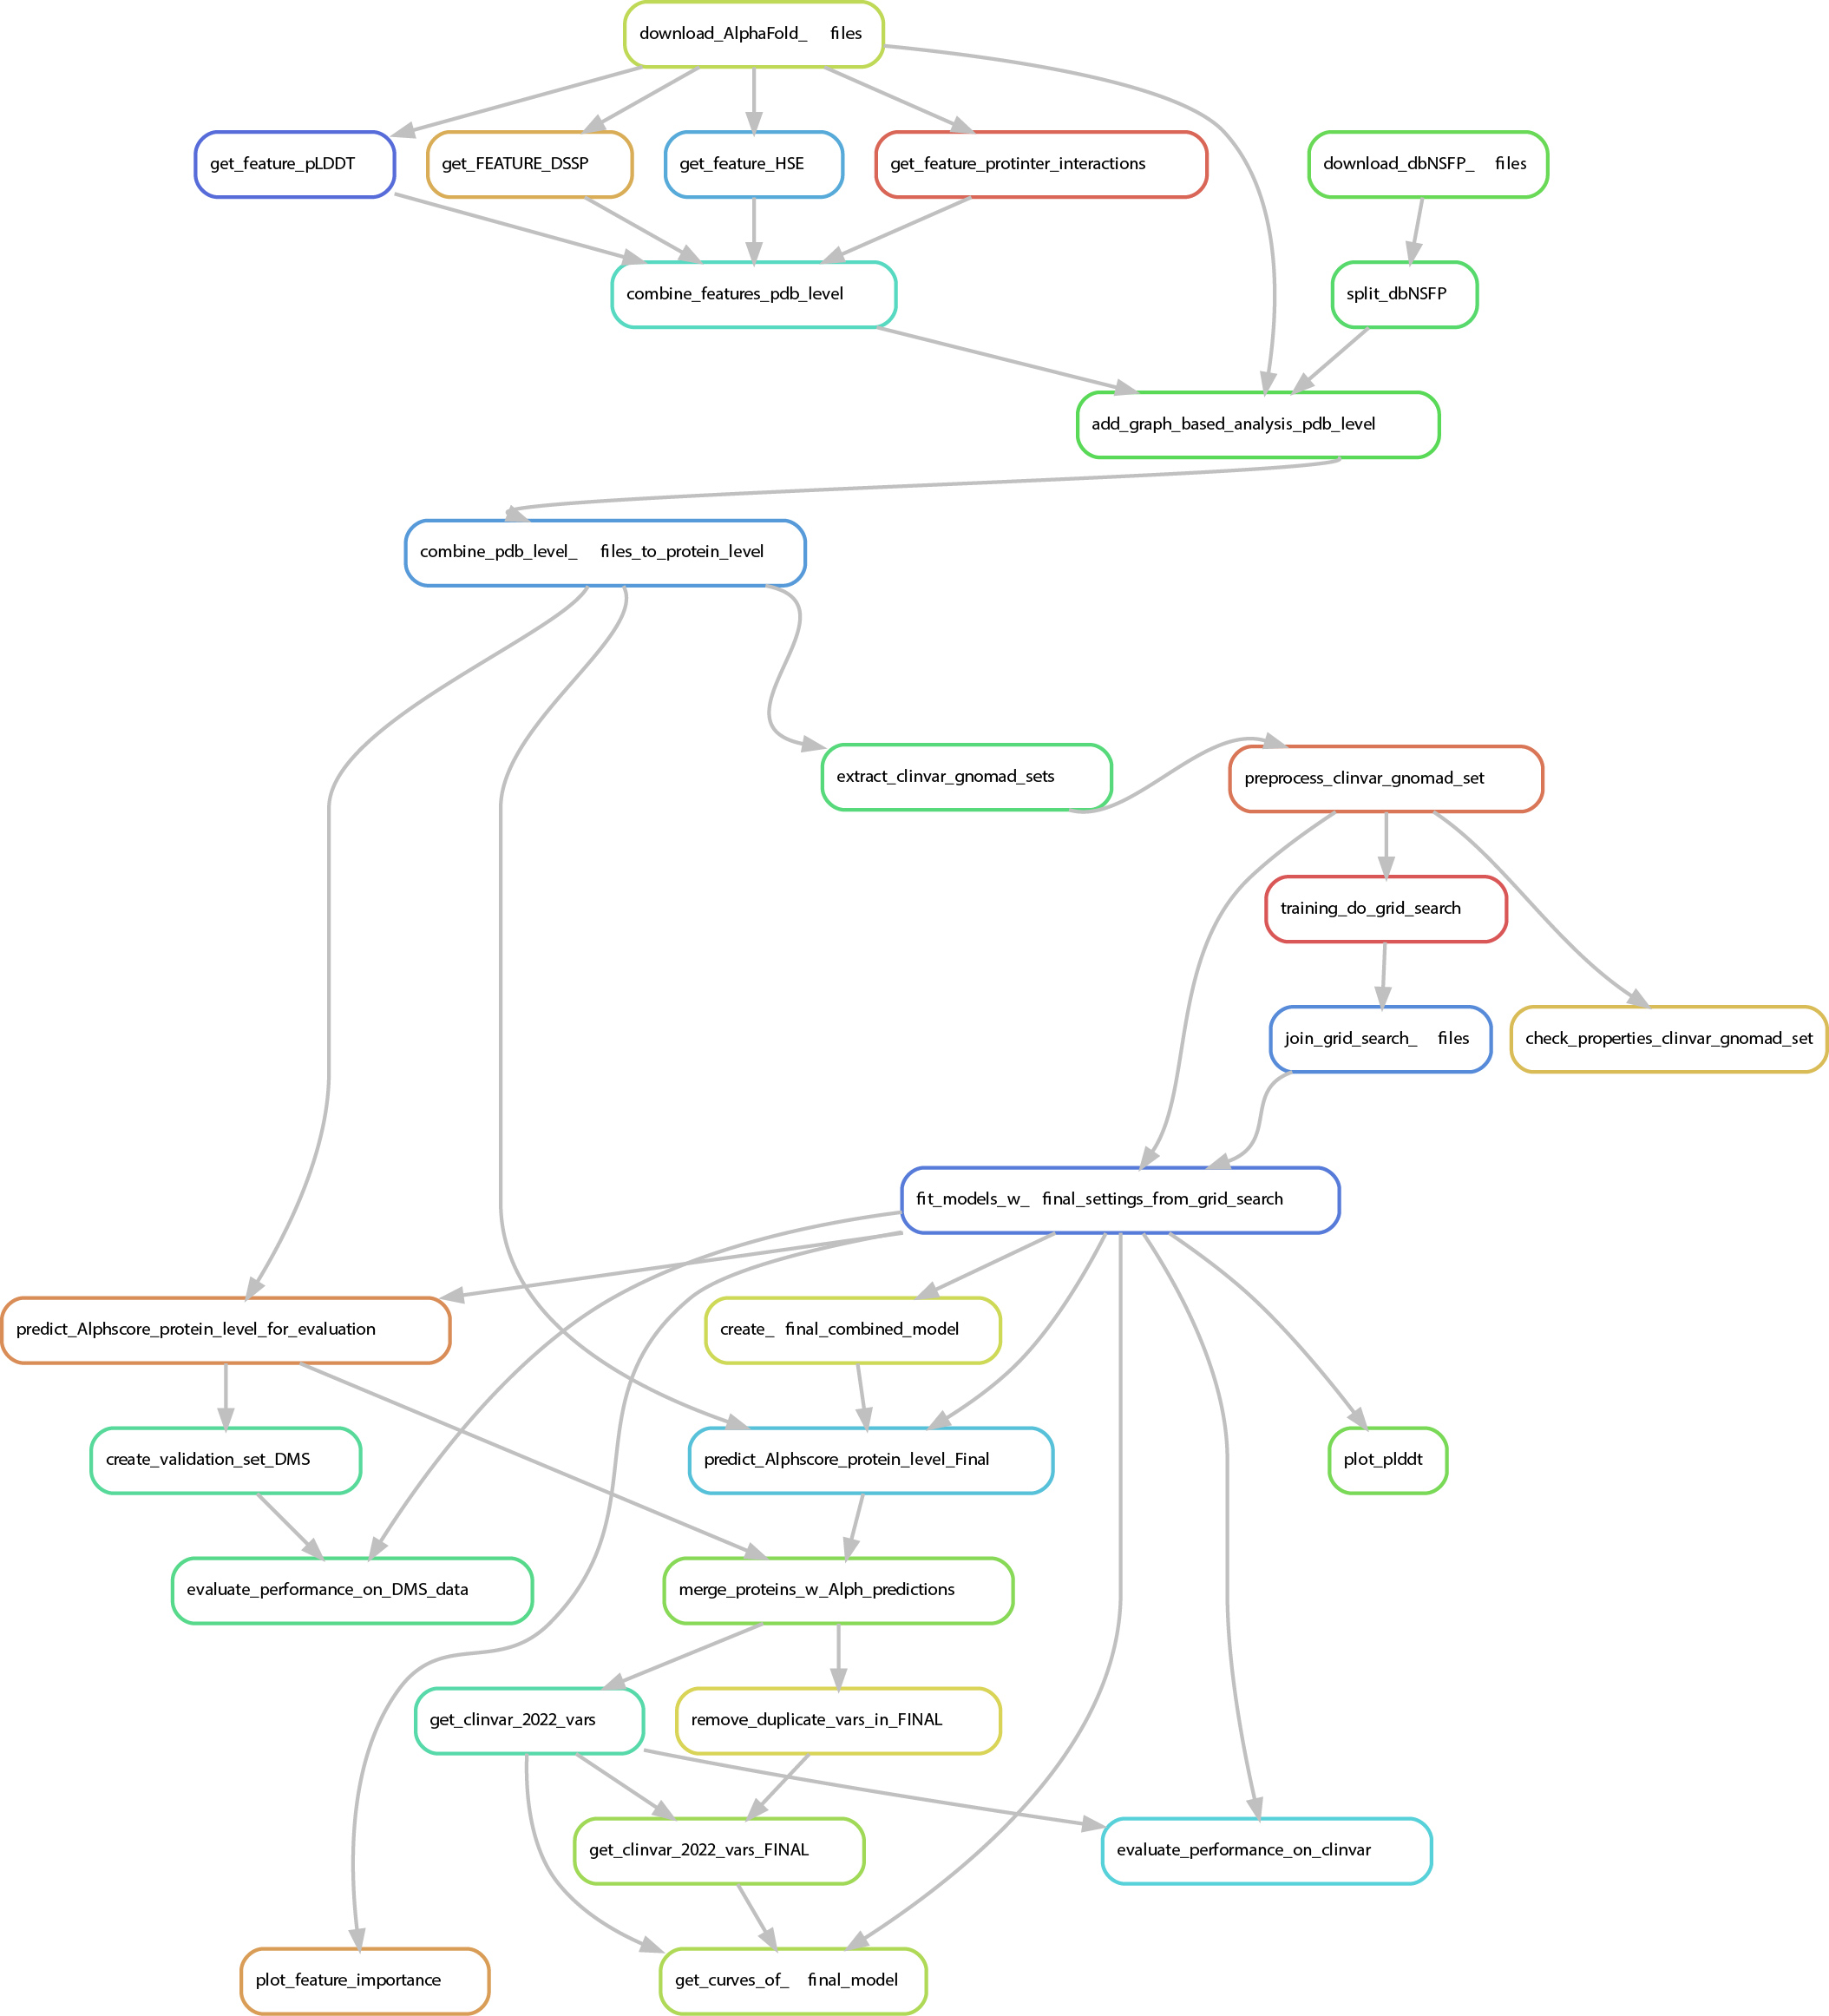 download_AlphaFold_ files
get_feature_pLDDT
get_FEATURE_DSSP
get_feature_HSE
get_feature_protinter_interactions
download_dbNSFP_ files
combine_features_pdb_level
split_dbNSFP
add_graph_based_analysis_pdb_level
combine_pdb_level_ files_to_protein_level
extract_clinvar_gnomad_sets
preprocess_clinvar_gnomad_set
training_do_grid_search
join_grid_search_ files
check_properties_clinvar_gnomad_set
fit_models_w_ final_settings_from_grid_search
predict_Alphscore_protein_level_for_evaluation
create_ final_combined_model
create_validation_set_DMS
predict_Alphscore_protein_level_Final
plot_plddt
evaluate_performance_on_DMS_data
merge_proteins_w_Alph_predictions
get_clinvar_2022_vars
remove_duplicate_vars_in_FINAL
get_clinvar_2022_vars_FINAL
evaluate_performance_on_clinvar
plot_feature_importance
get_curves_of_ final_model